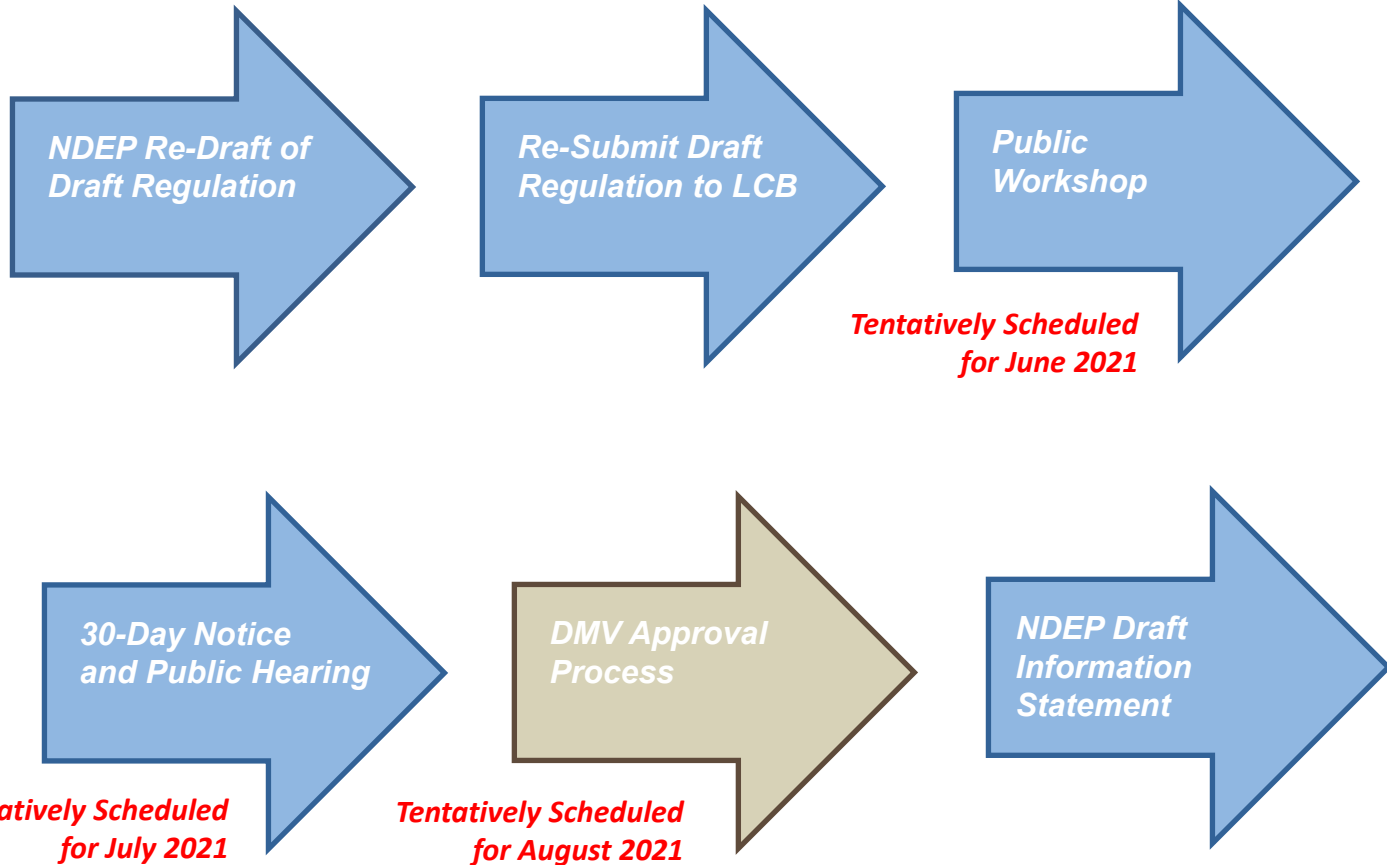 NDEP Re-Draft of
Draft Regulation
Re-Submit Draft
Regulation to LCB
Public
Workshop
Tentatively Scheduled
for June 2021
30-Day Notice
and Public Hearing
DMV Approval
Process
NDEP Draft
Information
Statement
atively Scheduled
for July 2021
Tentatively Scheduled
for August 2021